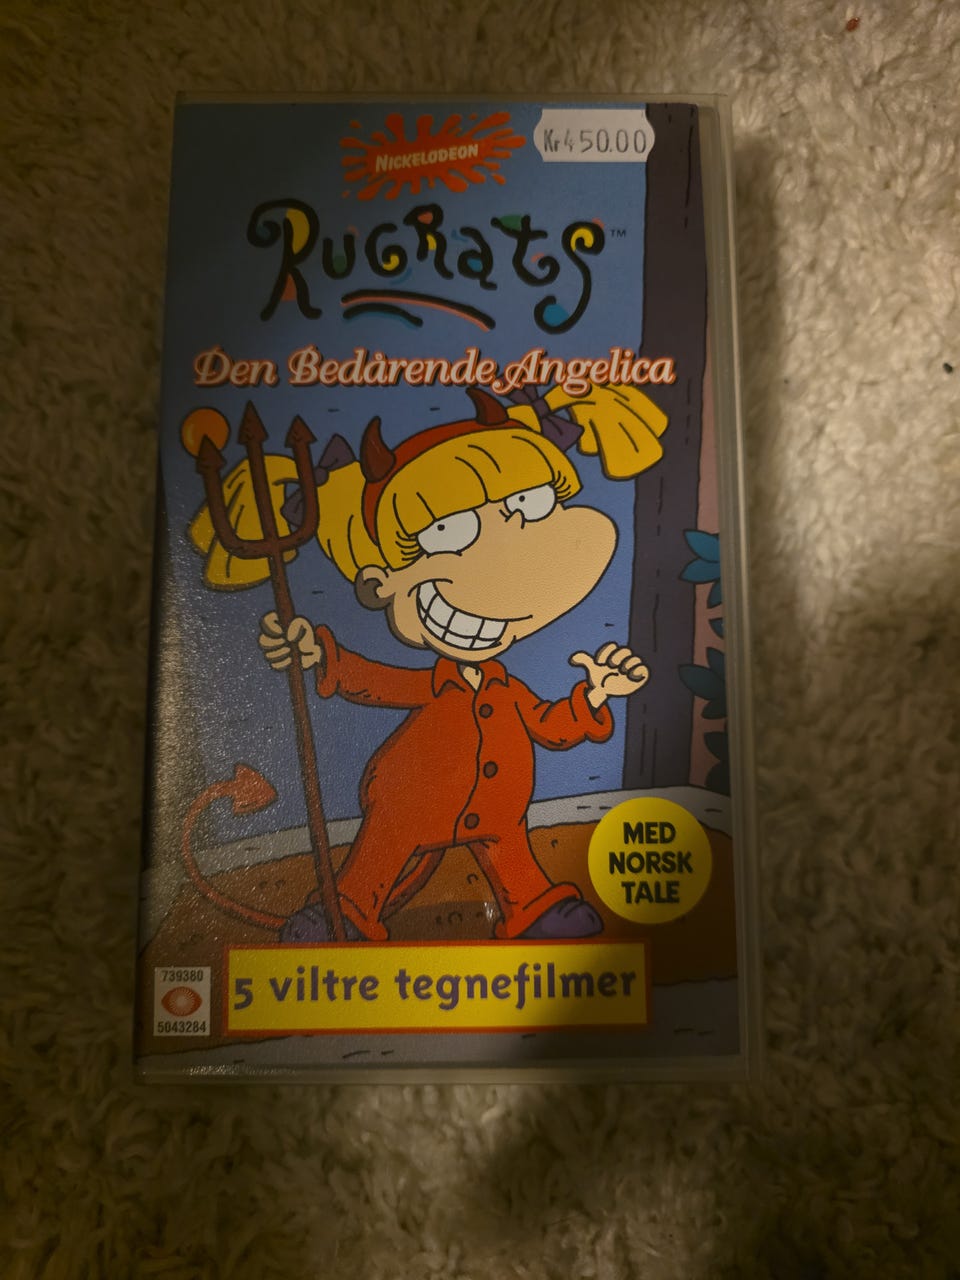 NICKELODEON
Kr450.00
RUGRATS™
Den Bedårende Angelica
MED
NORSK
TALE
5 viltre tegnefilmer
739380
5043284